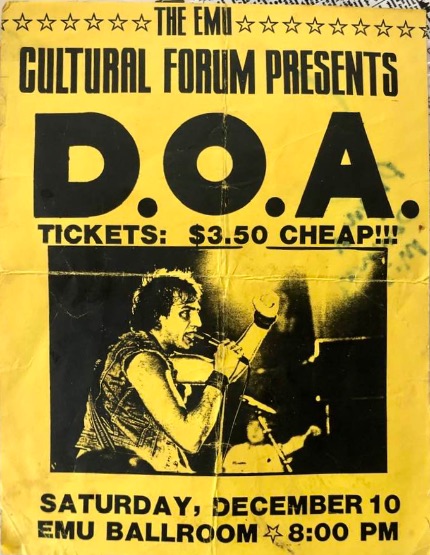 ☆☆☆☆☆☆THE EMU☆☆☆☆☆☆☆☆
CULTURAL FORUM PRESENTS
D.O.A.
TICKETS: $3.50 CHEAP!!!
SATURDAY, DECEMBER 10
EMU BALLROOM ☆ 8:00 PM